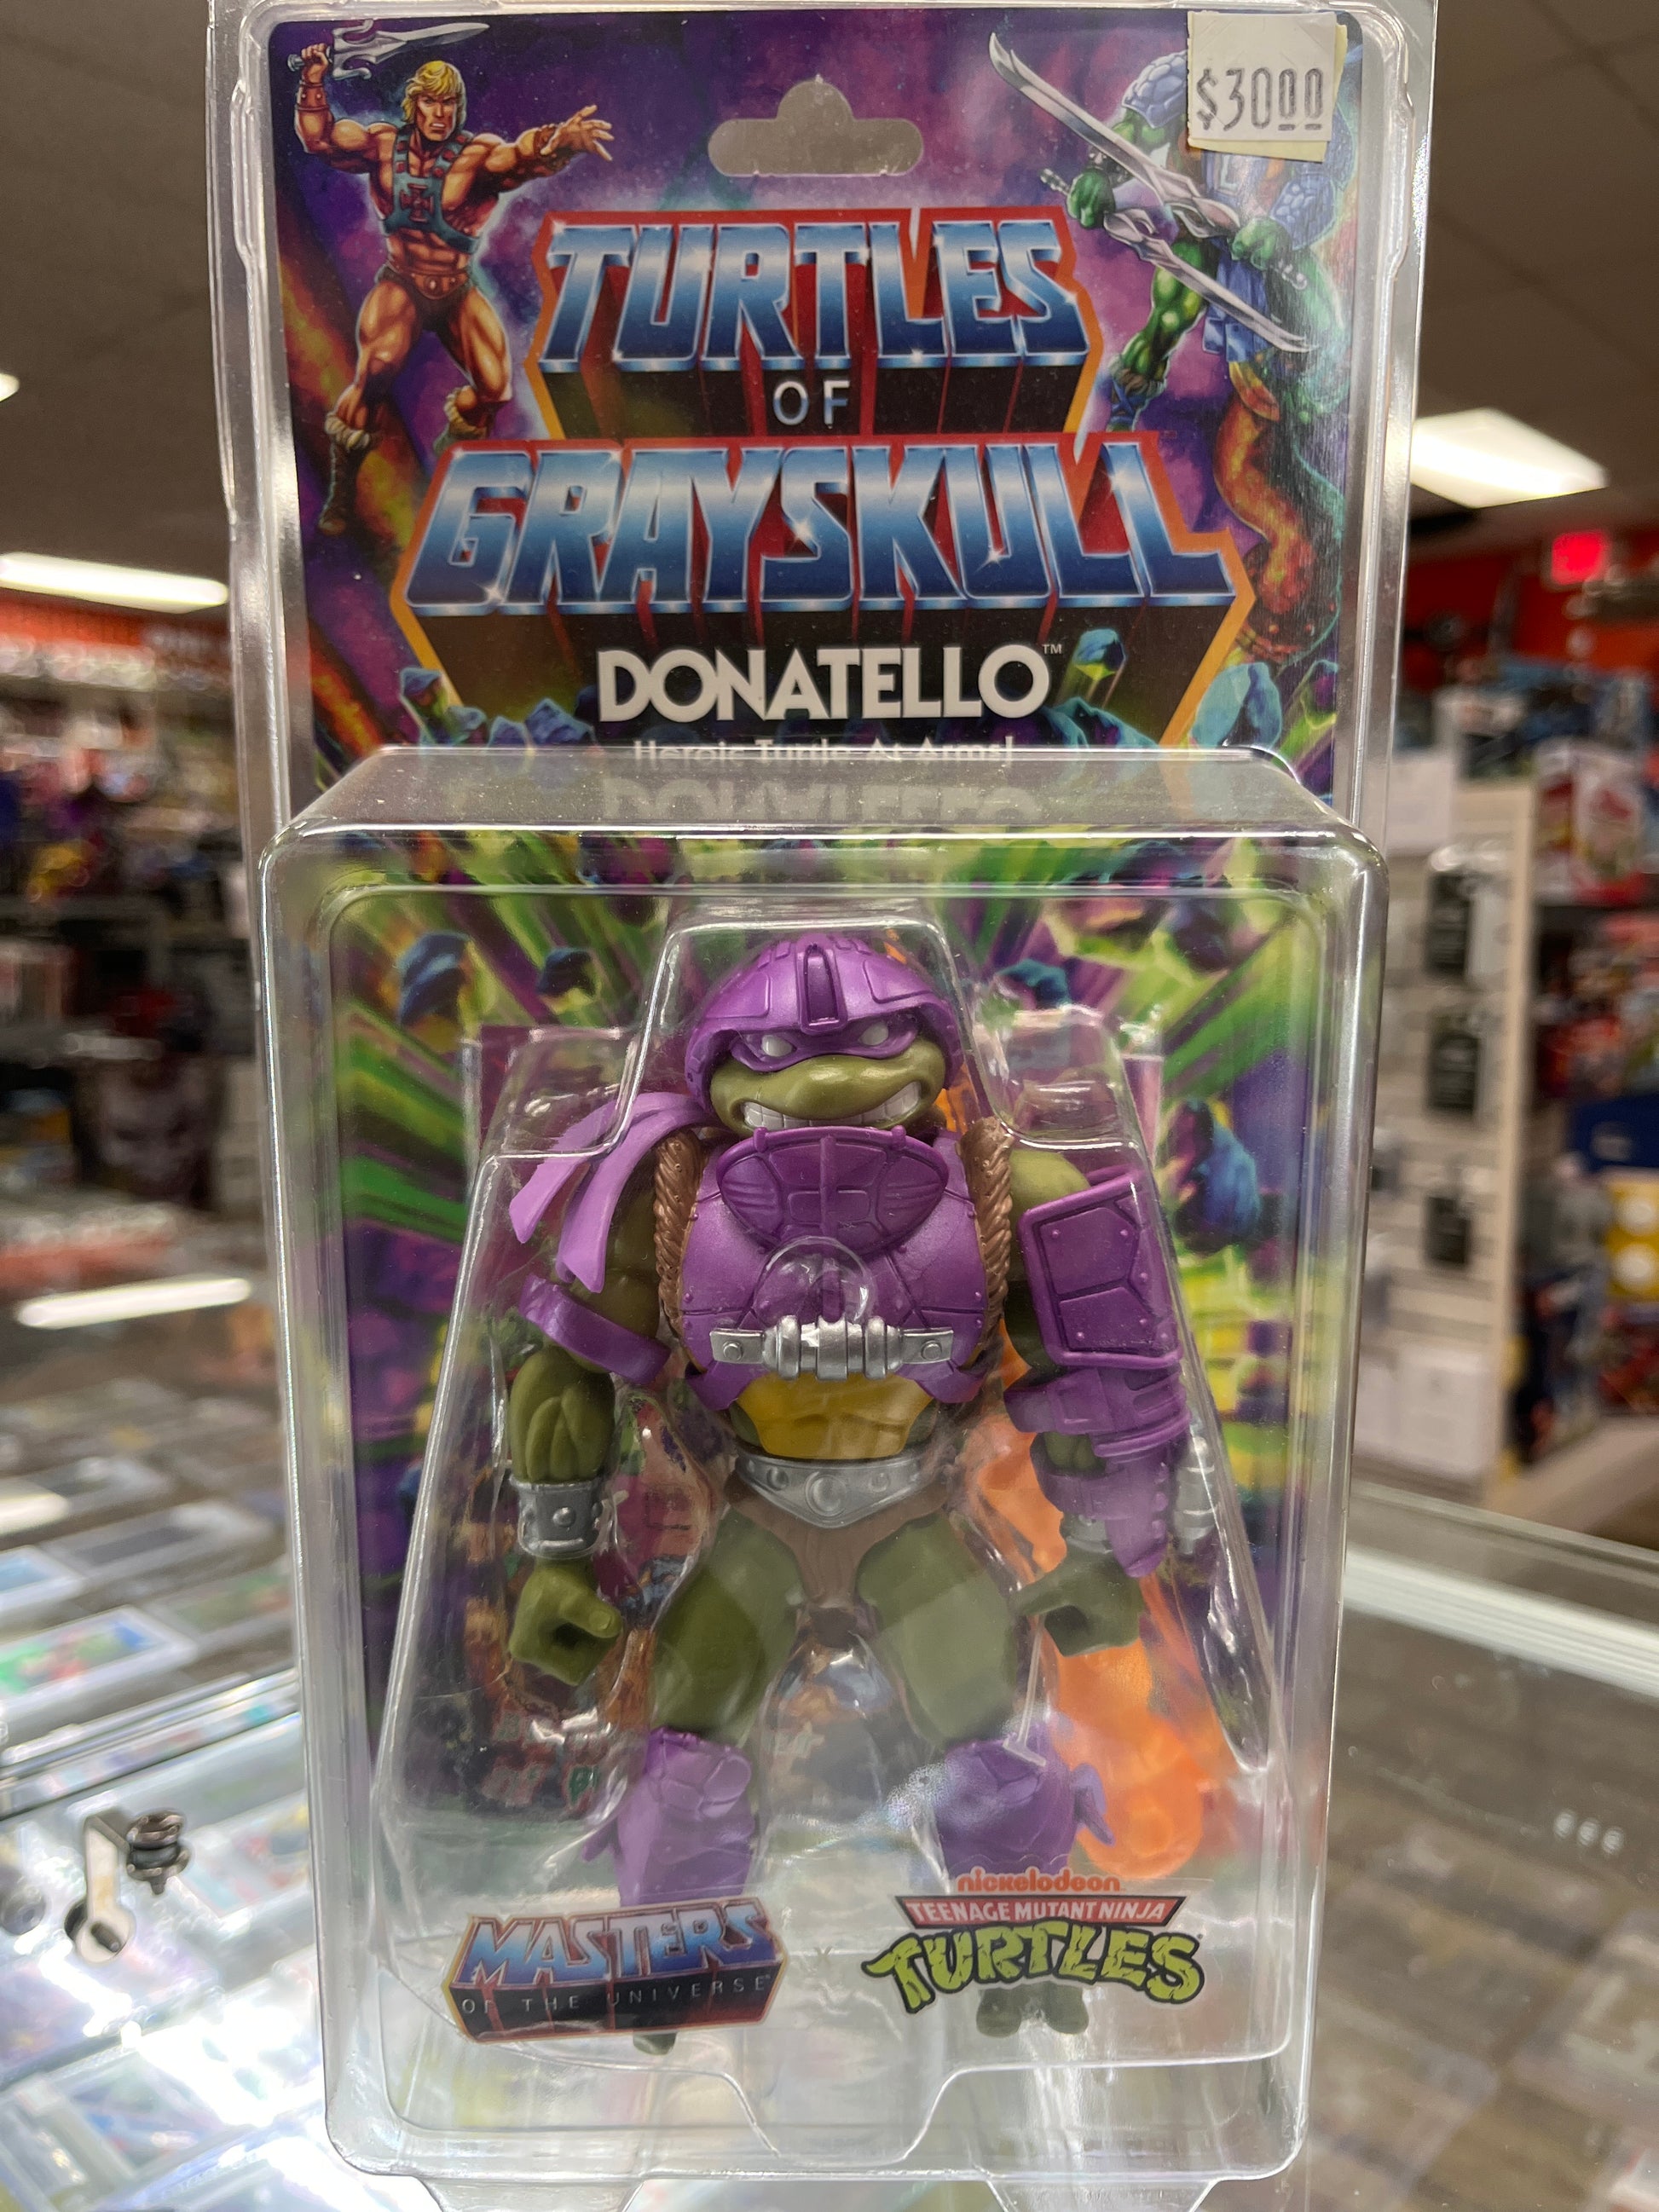 $30.00
TURTLES
OF
GRAYSKULL
DONATELLO™
Heroic Turtle-At-Arms!
nickelodeon
TEENAGE MUTANT NINJA
TURTLES
MASTERS
OF THE UNIVERSE